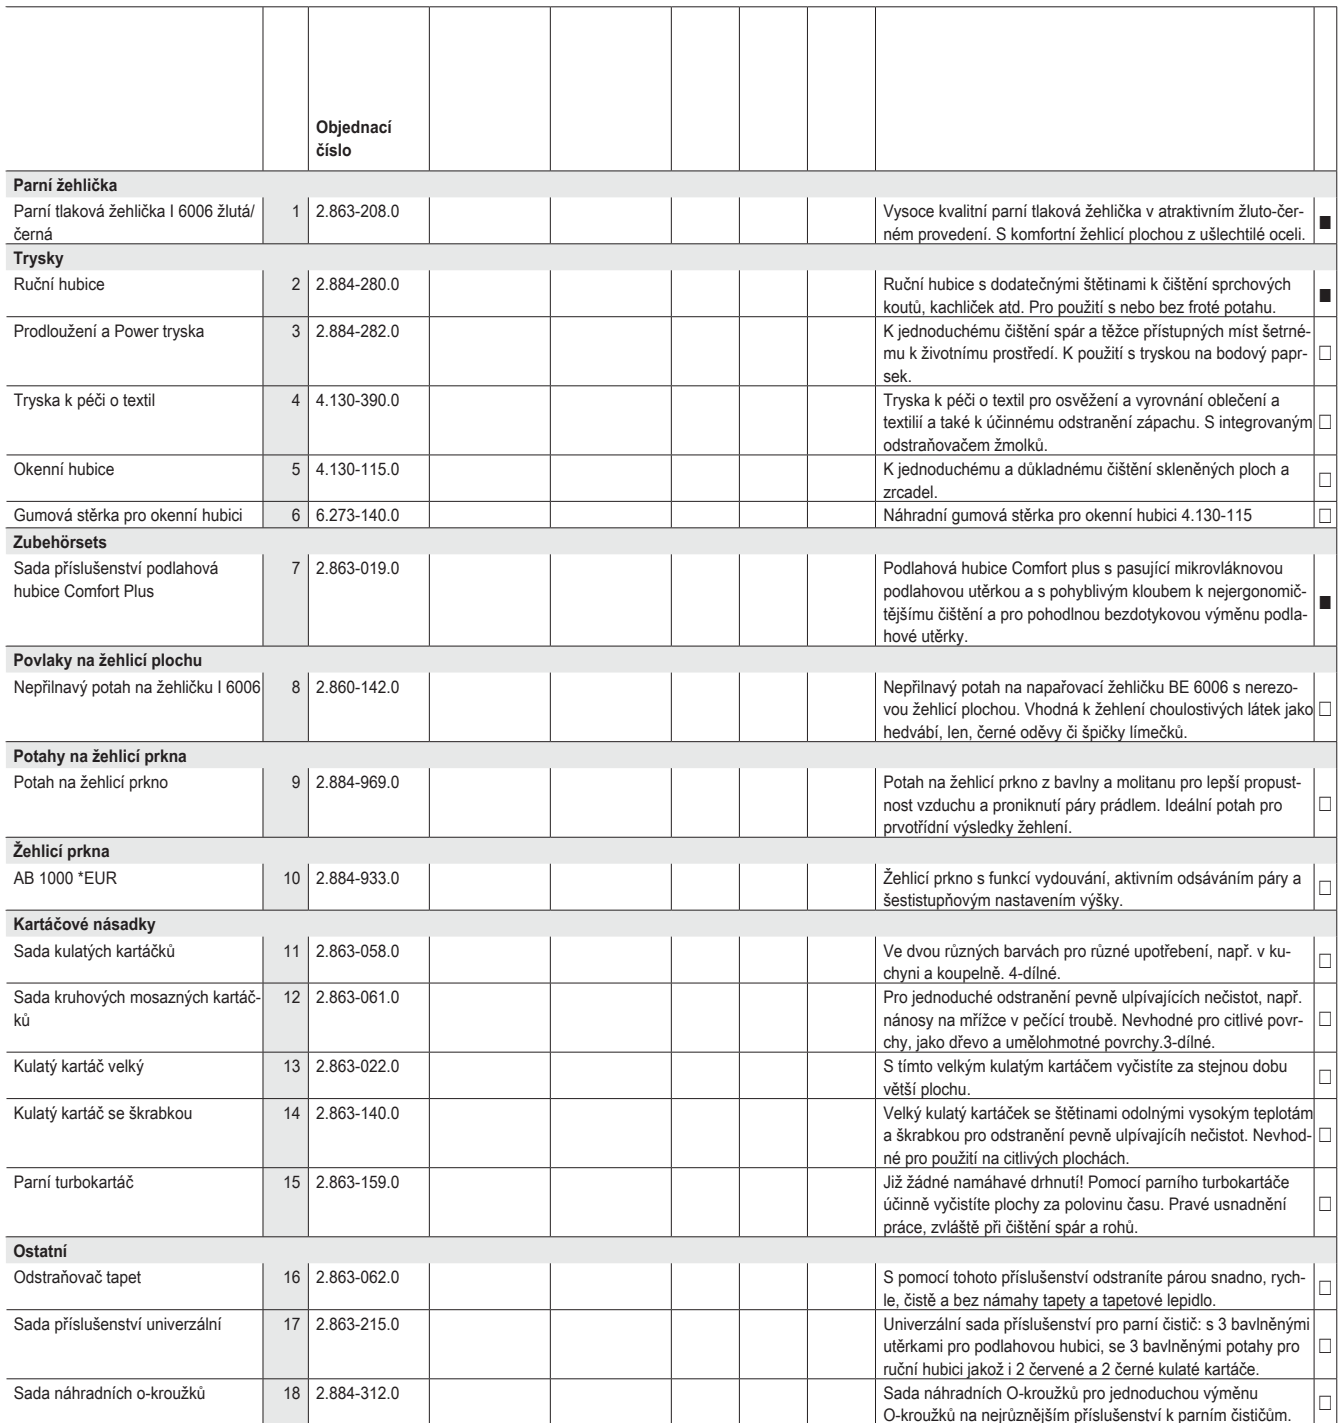 Objednací
číslo
Parní žehlička
Parní tlaková žehlička I 6006 žlutá/ 1 2.863-208.0 Vysoce kvalitní parní tlaková žehlička v atraktivním žluto-čer-
černá ném provedení. S komfortní žehlicí plochou z ušlechtilé oceli. ■
Trysky
Ruční hubice 2 2.884-280.0 Ruční hubice s dodatečnými štětinami k čištění sprchových
koutů, kachliček atd. Pro použití s nebo bez froté potahu. ■
Prodloužení a Power tryska 3 2.884-282.0 K jednoduchému čištění spár a těžce přístupných míst šetrné-
mu k životnímu prostředí. K použití s tryskou na bodový papr- □
sek.
Tryska k péči o textil 4 4.130-390.0 Tryska k péči o textil pro osvěžení a vyrovnání oblečení a
textilií a také k účinnému odstranění zápachu. S integrovaným □
odstraňovačem žmolků.
Okenní hubice 5 4.130-115.0 K jednoduchému a důkladnému čištění skleněných ploch a
zrcadel. □
Gumová stěrka pro okenní hubici 6 6.273-140.0 Náhradní gumová stěrka pro okenní hubici 4.130-115 □
Zubehörsets
Sada příslušenství podlahová 7 2.863-019.0 Podlahová hubice Comfort plus s pasující mikrovláknovou
hubice Comfort Plus podlahovou utěrkou a s pohyblivým kloubem k nejergonomič-
tějšímu čištění a pro pohodlnou bezdotykovou výměnu podla- ■
hové utěrky.
Povlaky na žehlicí plochu
Nepřilnavý potah na žehličku I 6006 8 2.860-142.0 Nepřilnavý potah na napařovací žehličku BE 6006 s nerezo-
vou žehlicí plochou. Vhodná k žehlení choulostivých látek jako □
hedvábí, len, černé oděvy či špičky límečků.
Potahy na žehlicí prkna
Potah na žehlicí prkno 9 2.884-969.0 Potah na žehlicí prkno z bavlny a molitanu pro lepší propust-
nost vzduchu a proniknutí páry prádlem. Ideální potah pro □
prvotřídní výsledky žehlení.
Žehlicí prkna
AB 1000 *EUR 10 2.884-933.0 Žehlicí prkno s funkcí vydouvání, aktivním odsáváním páry a
šestistupňovým nastavením výšky. □
Kartáčové násadky
Sada kulatých kartáčků 11 2.863-058.0 Ve dvou různých barvách pro různé upotřebení, např. v ku-
chyni a koupelně. 4-dílné. □
Sada kruhových mosazných kartáč- 12 2.863-061.0 Pro jednoduché odstranění pevně ulpívajících nečistot, např.
ků nánosy na mřížce v pečící troubě. Nevhodné pro citlivé povr- □
chy, jako dřevo a umělohmotné povrchy.3-dílné.
Kulatý kartáč velký 13 2.863-022.0 S tímto velkým kulatým kartáčem vyčistíte za stejnou dobu
větší plochu. □
Kulatý kartáč se škrabkou 14 2.863-140.0 Velký kulatý kartáček se štětinami odolnými vysokým teplotám
a škrabkou pro odstranění pevně ulpívajícíh nečistot. Nevhod- □
né pro použití na citlivých plochách.
Parní turbokartáč 15 2.863-159.0 Již žádné namáhavé drhnutí! Pomocí parního turbokartáče
účinně vyčistíte plochy za polovinu času. Pravé usnadnění □
práce, zvláště při čištění spár a rohů.
Ostatní
Odstraňovač tapet 16 2.863-062.0 S pomocí tohoto příslušenství odstraníte párou snadno, rych-
le, čistě a bez námahy tapety a tapetové lepidlo. □
Sada příslušenství univerzální 17 2.863-215.0 Univerzální sada příslušenství pro parní čistič: s 3 bavlněnými
utěrkami pro podlahovou hubici, se 3 bavlněnými potahy pro □
ruční hubici jakož i 2 červené a 2 černé kulaté kartáče.
Sada náhradních o-kroužků 18 2.884-312.0 Sada náhradních O-kroužků pro jednoduchou výměnu
O-kroužků na nejrůznějším příslušenství k parním čističům. □